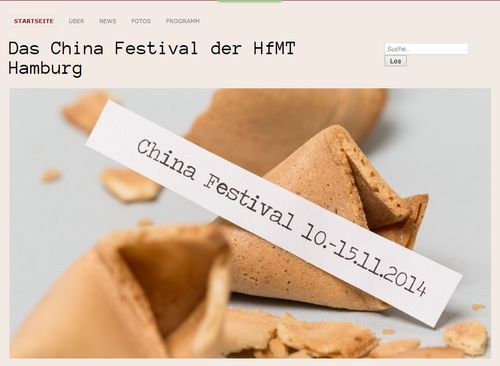 STARTSEITE ÜBER NEWS FOTOS PROGRAMM
Das China Festival der HfMT
Hamburg
Suche...
Los
China Festival 10.-15.11.2014